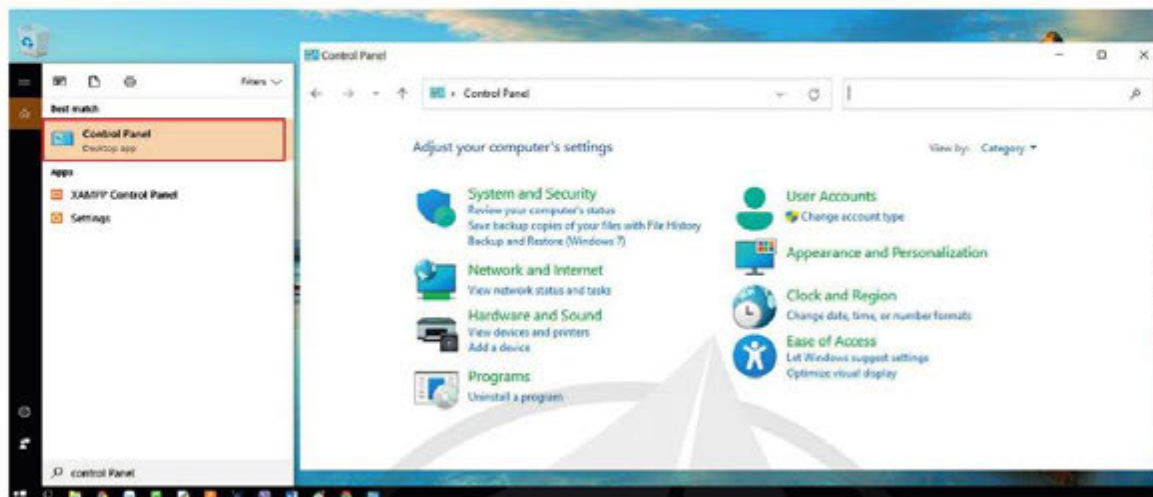 Filters
Best match
Control Panel
Desktop app
Apps
XAMPP Control Panel
Settings
control Panel
Control Panel
Control Panel
Adjust your computer's settings
View by: Category
System and Security
Review your computer's status
Save backup copies of your files with File History
Backup and Restore (Windows 7)
Network and Internet
View network status and tasks
Hardware and Sound
View devices and printers
Add a device
Programs
Uninstall a program
User Accounts
Change account type
Appearance and Personalization
Clock and Region
Change date, time, or number formats
Ease of Access
Let Windows suggest settings
Optimize visual display